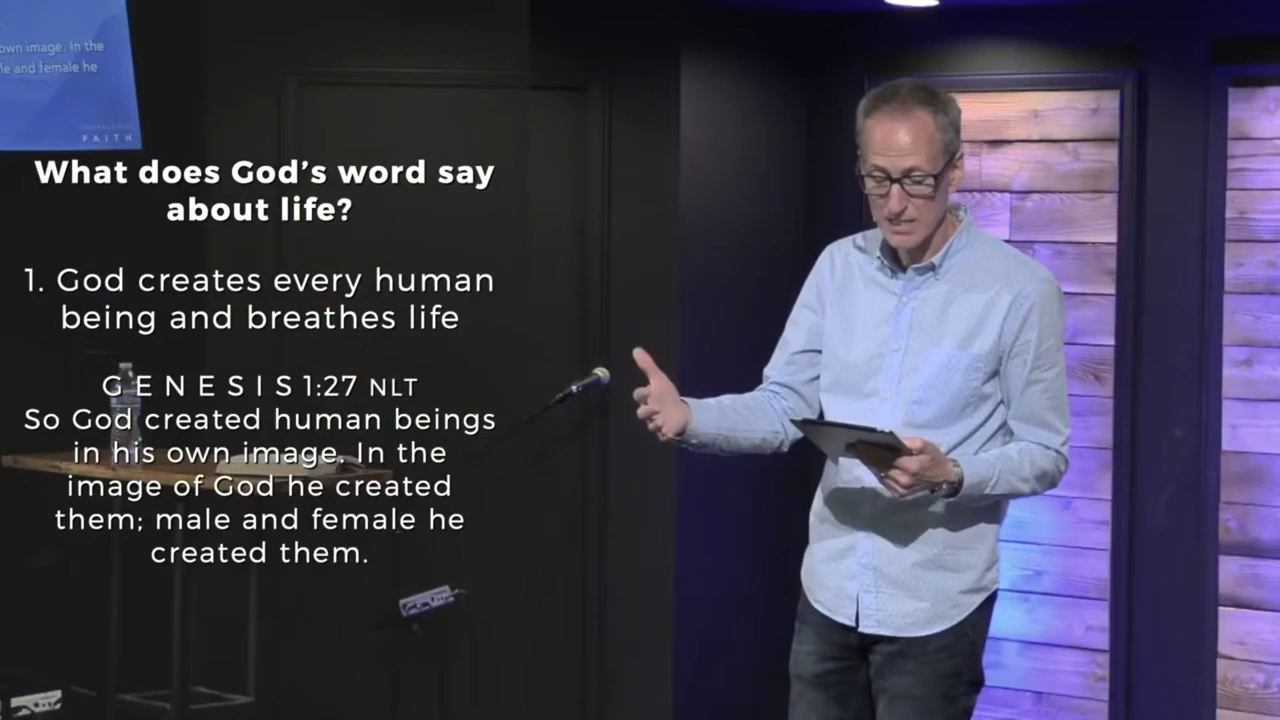 own image. In the
le and female he
FAITH
What does God's word say
about life?
1. God creates every human
being and breathes life
GENESIS 1:27 NLT
So God created human beings
in his own image. In the
image of God he created
them; male and female he
created them.